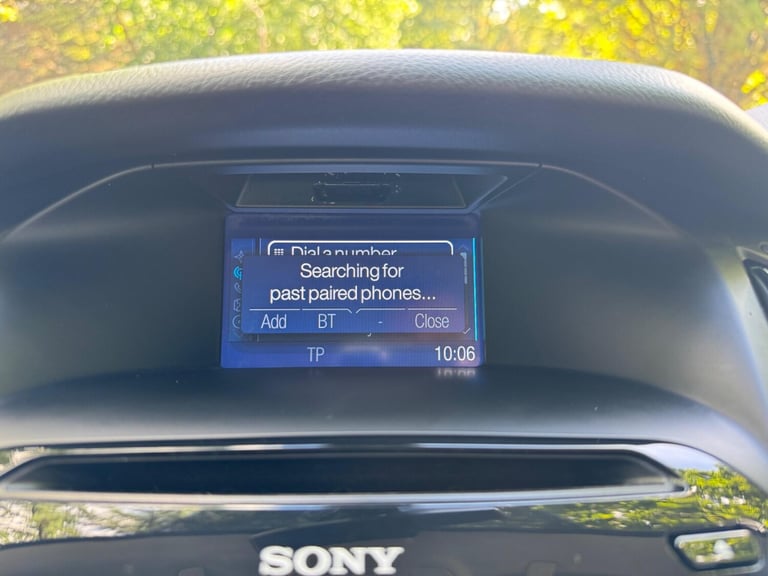 Dial a number
Searching for
past paired phones...
Add BT - Close
TP 10:06
SONY